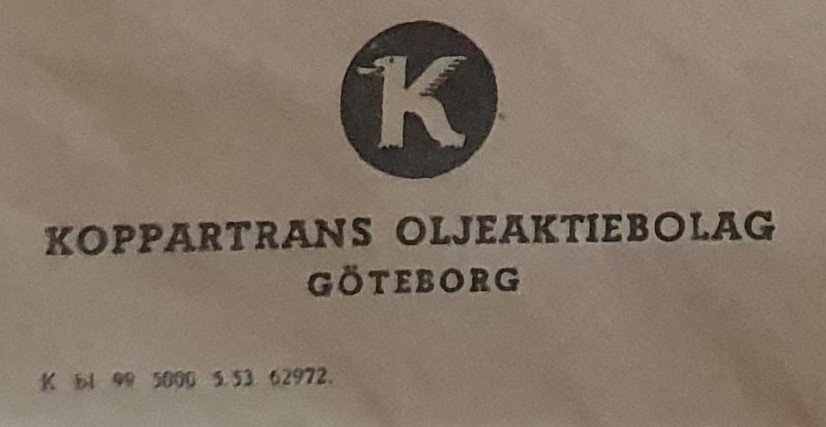 K
KOPPARTRANS OLJEAKTIEBOLAG
GÖTEBORG
K bl 99 5000 5.53 62972.